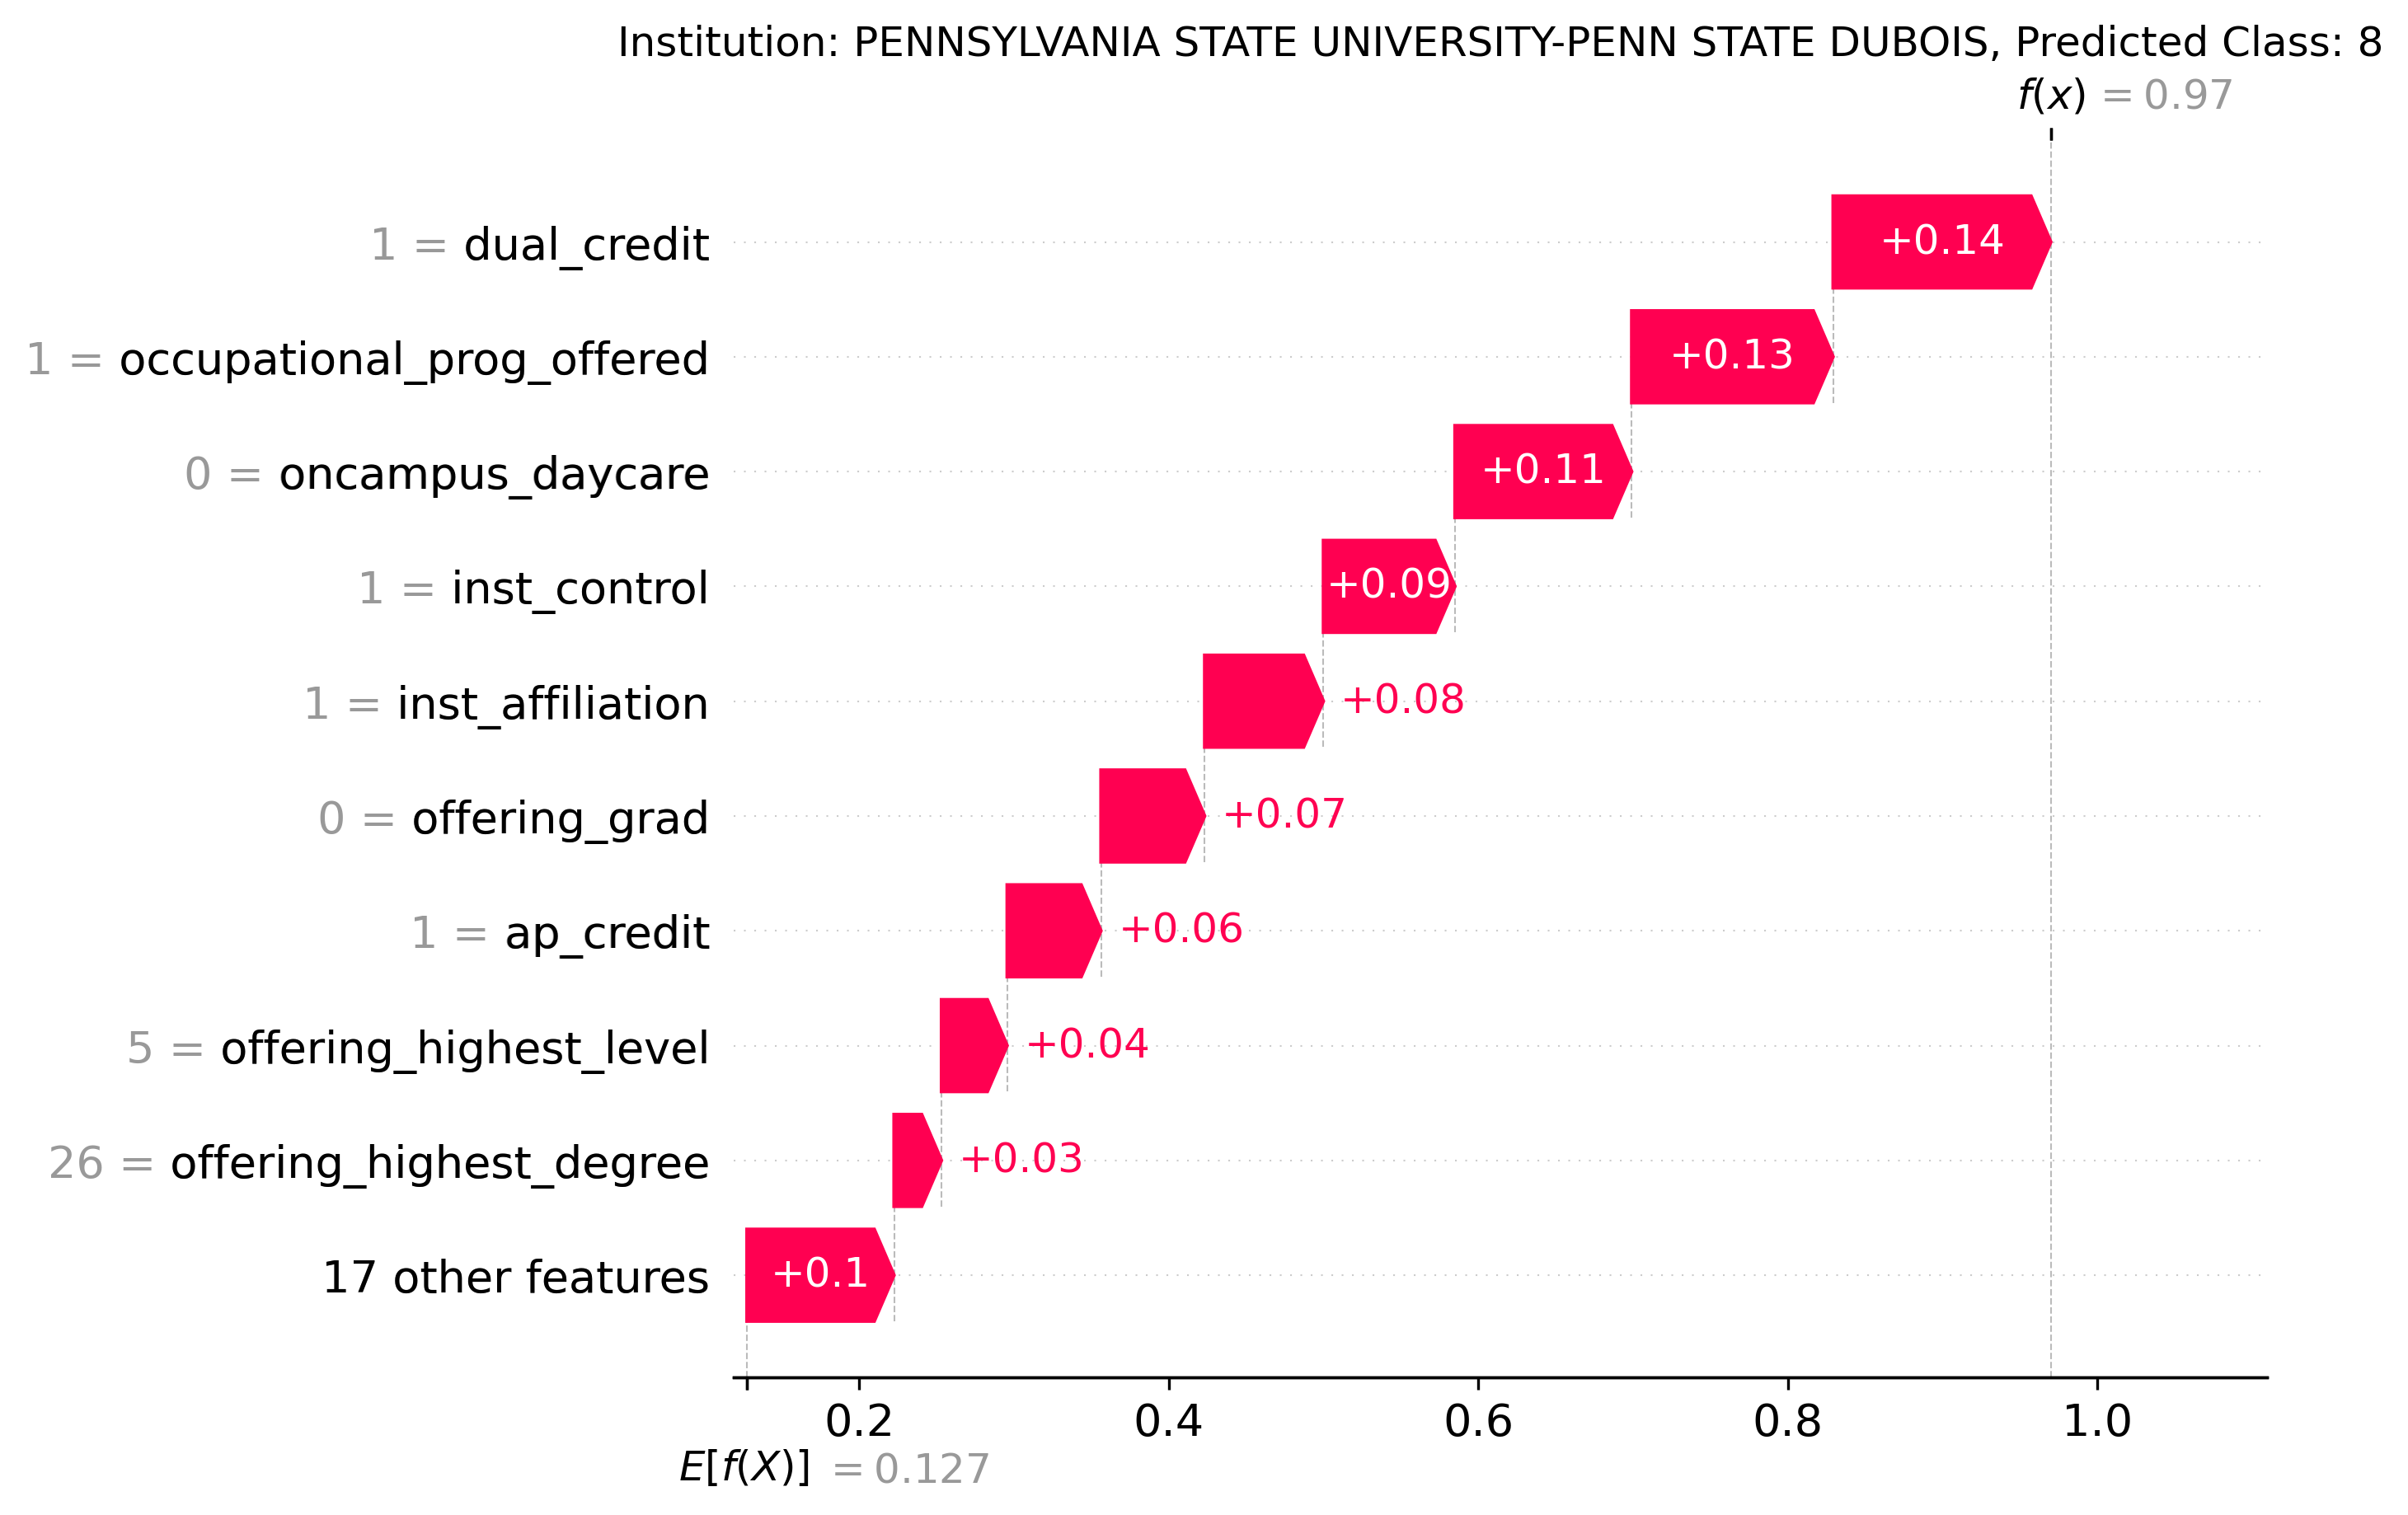 Institution: PENNSYLVANIA STATE UNIVERSITY-PENN STATE DUBOIS, Predicted Class: 8
f(x) = 0.97
1 = dual_credit +0.14
1 = occupational_prog_offered +0.13
0 = oncampus_daycare +0.11
1 = inst_control +0.09
1 = inst_affiliation +0.08
0 = offering_grad +0.07
1 = ap_credit +0.06
5 = offering_highest_level +0.04
26 = offering_highest_degree +0.03
17 other features +0.1
0.2 0.4 0.6 0.8 1.0
E[f(X)] = 0.127